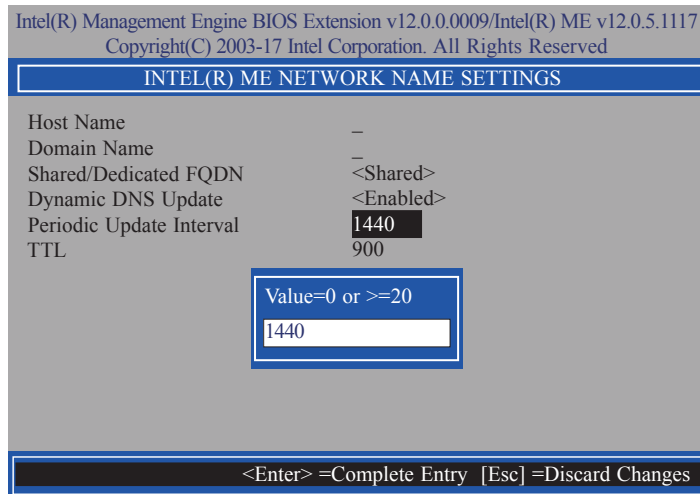 Intel(R) Management Engine BIOS Extension v12.0.0.0009/Intel(R) ME v12.0.5.1117
Copyright(C) 2003-17 Intel Corporation. All Rights Reserved
INTEL(R) ME NETWORK NAME SETTINGS
Host Name _
Domain Name _
Shared/Dedicated FQDN <Shared>
Dynamic DNS Update <Enabled>
Periodic Update Interval 1440
TTL 900
Value=0 or >=20
1440
<Enter> =Complete Entry [Esc] =Discard Changes